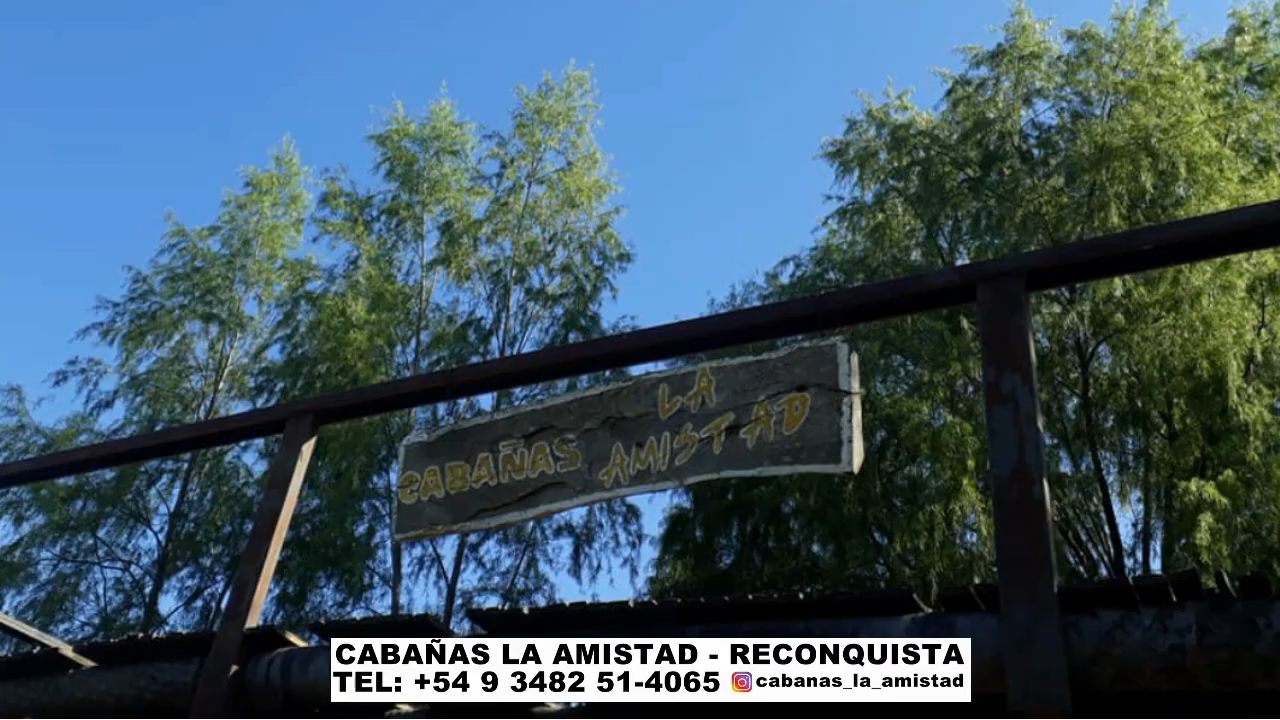 LA
CABAÑAS AMISTAD
CABAÑAS LA AMISTAD - RECONQUISTA
TEL: +54 9 3482 51-4065 cabanas_la_amistad